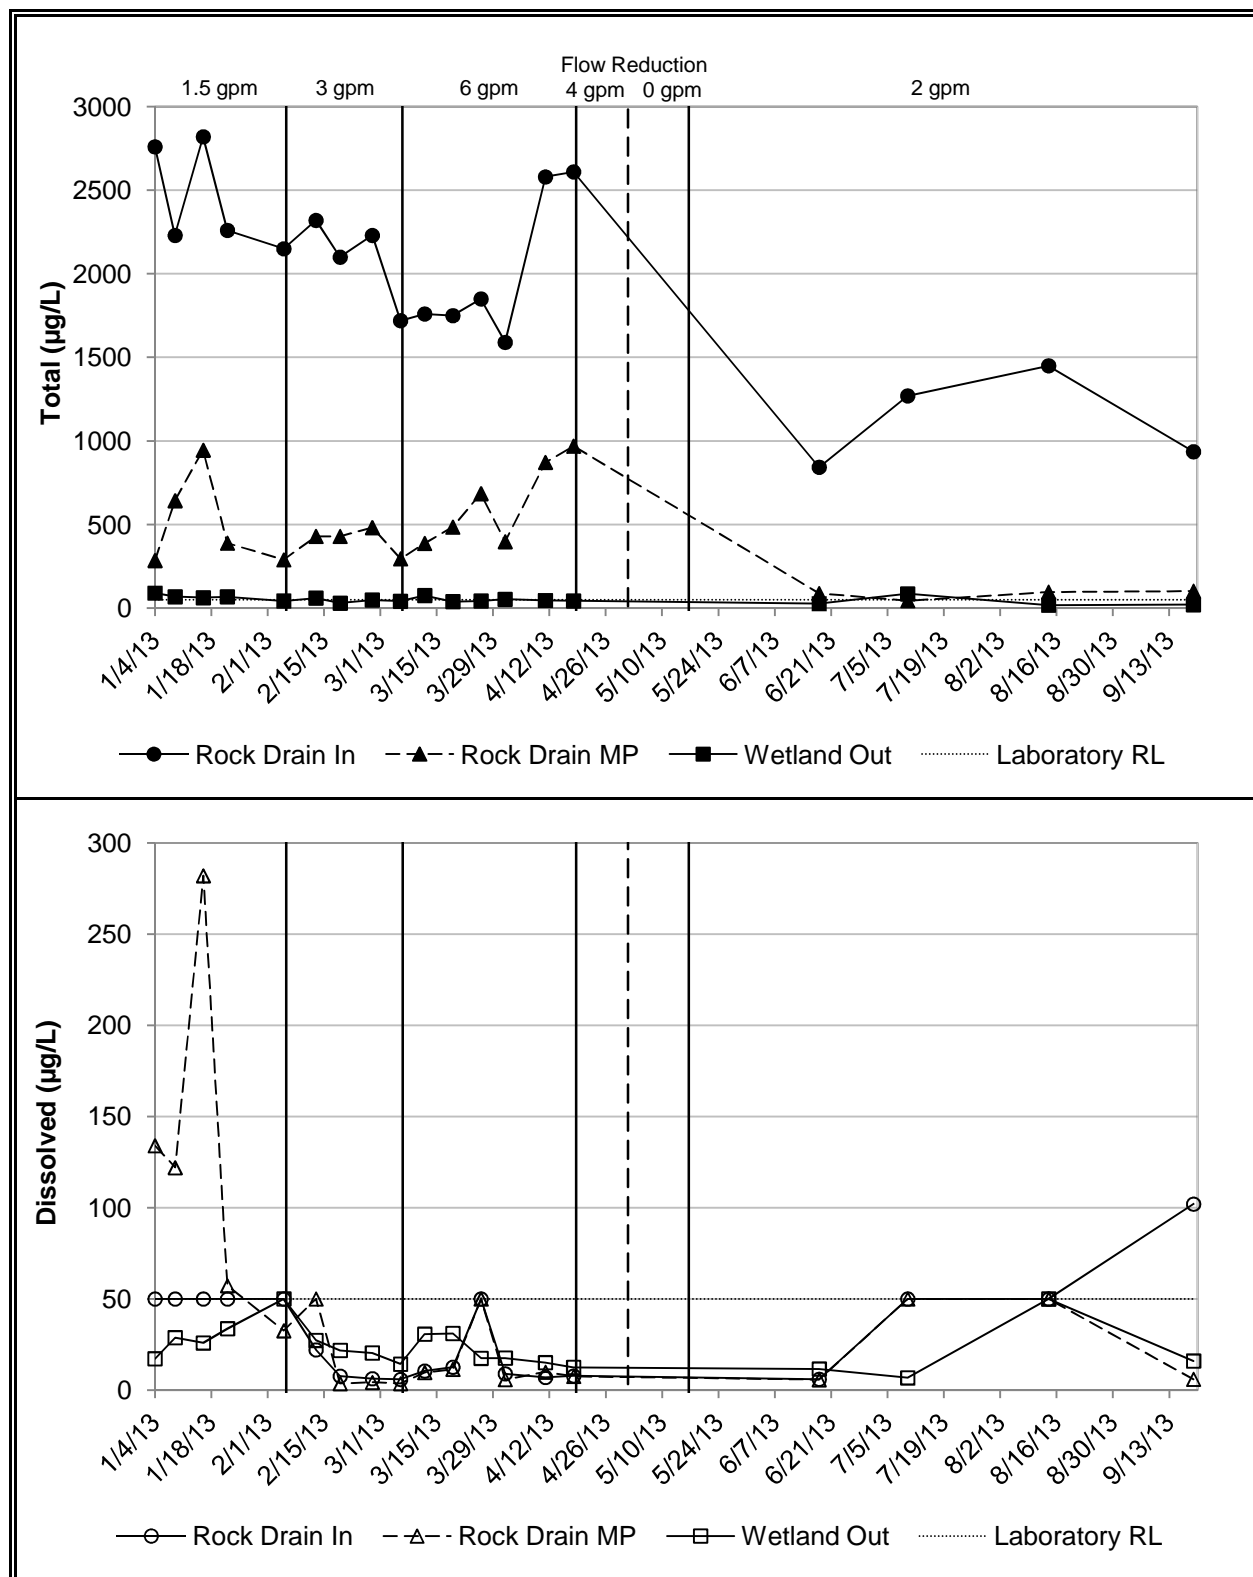 Flow Reduction
1.5 gpm 3 gpm 6 gpm 4 gpm 0 gpm 2 gpm
Total (µg/L)
3000
2500
2000
1500
1000
500
0
1/4/13 1/18/13 2/1/13 2/15/13 3/1/13 3/15/13 3/29/13 4/12/13 4/26/13 5/10/13 5/24/13 6/7/13 6/21/13 7/5/13 7/19/13 8/2/13 8/16/13 8/30/13 9/13/13
Rock Drain In Rock Drain MP Wetland Out Laboratory RL
Dissolved (µg/L)
300
250
200
150
100
50
0
1/4/13 1/18/13 2/1/13 2/15/13 3/1/13 3/15/13 3/29/13 4/12/13 4/26/13 5/10/13 5/24/13 6/7/13 6/21/13 7/5/13 7/19/13 8/2/13 8/16/13 8/30/13 9/13/13
Rock Drain In Rock Drain MP Wetland Out Laboratory RL